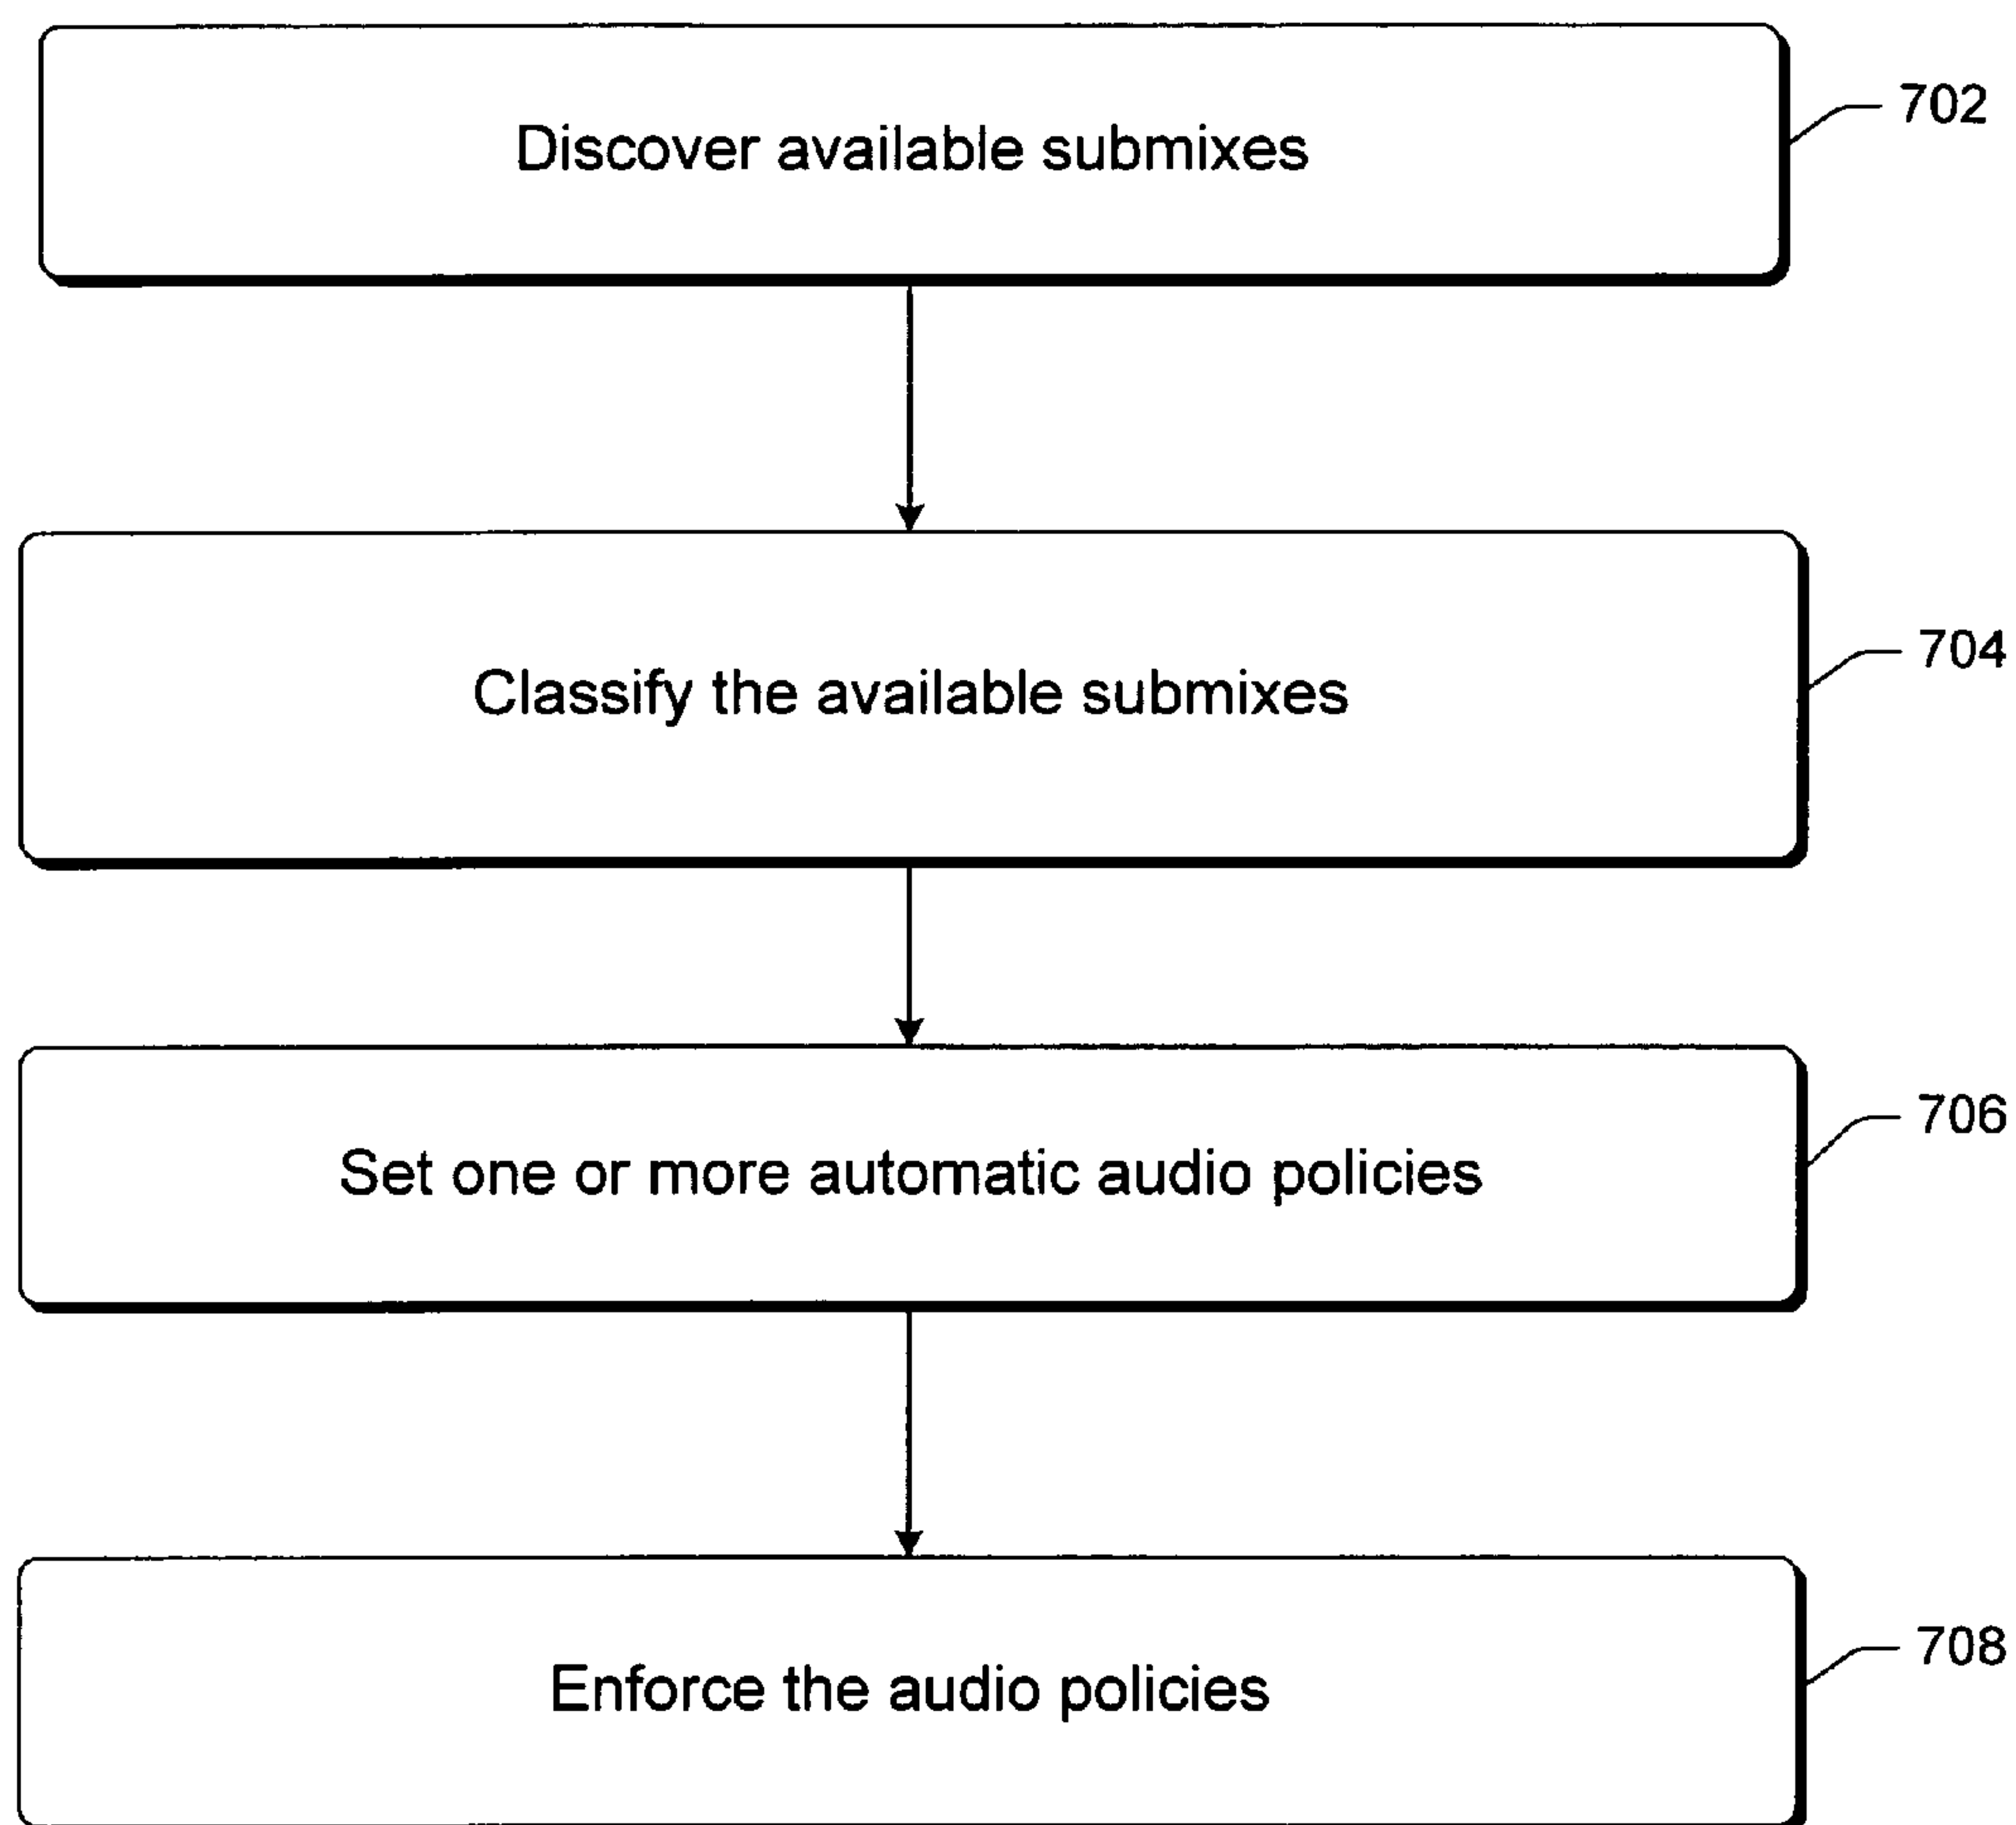 Discover available submixes
702
Classify the available submixes
704
Set one or more automatic audio policies
706
Enforce the audio policies
708